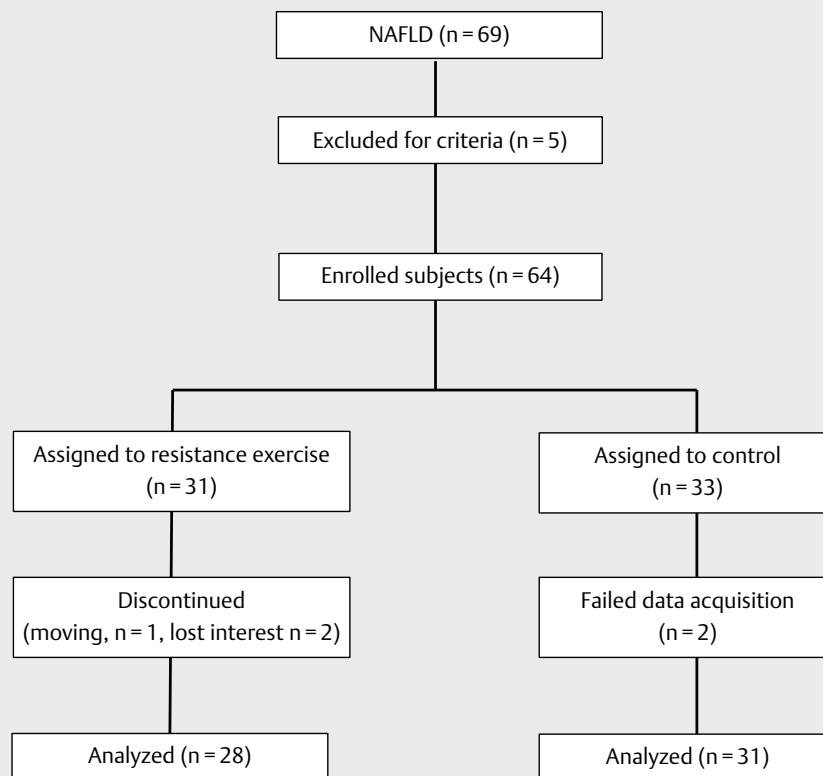 NAFLD (n = 69)
Excluded for criteria (n = 5)
Enrolled subjects (n = 64)
Assigned to resistance exercise
(n = 31)
Assigned to control
(n = 33)
Discontinued
(moving, n = 1, lost interest n = 2)
Failed data acquisition
(n = 2)
Analyzed (n = 28)
Analyzed (n = 31)